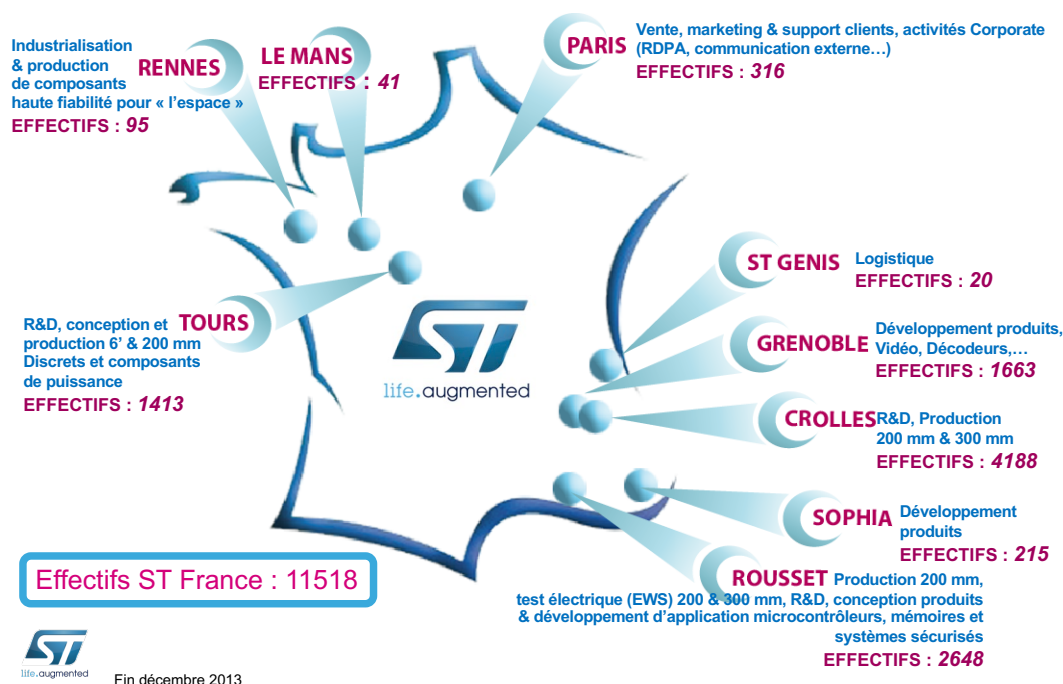 Industrialisation
& production
de composants
haute fiabilité pour « l'espace »
EFFECTIFS : 95
RENNES
LE MANS
EFFECTIFS : 41
PARIS
Vente, marketing & support clients, activités Corporate
(RDPA, communication externe…)
EFFECTIFS : 316
ST GENIS
Logistique
EFFECTIFS : 20
TOURS
R&D, conception et
production 6' & 200 mm
Discrets et composants
de puissance
EFFECTIFS : 1413
ST
life.augmented
GRENOBLE
Développement produits,
Vidéo, Décodeurs,…
EFFECTIFS : 1663
CROLLES
R&D, Production
200 mm & 300 mm
EFFECTIFS : 4188
SOPHIA
Développement
produits
EFFECTIFS : 215
ROUSSET Production 200 mm,
test électrique (EWS) 200 & 300 mm, R&D, conception produits
& développement d'application microcontrôleurs, mémoires et
systèmes sécurisés
EFFECTIFS : 2648
Effectifs ST France : 11518
ST
life.augmented
Fin décembre 2013